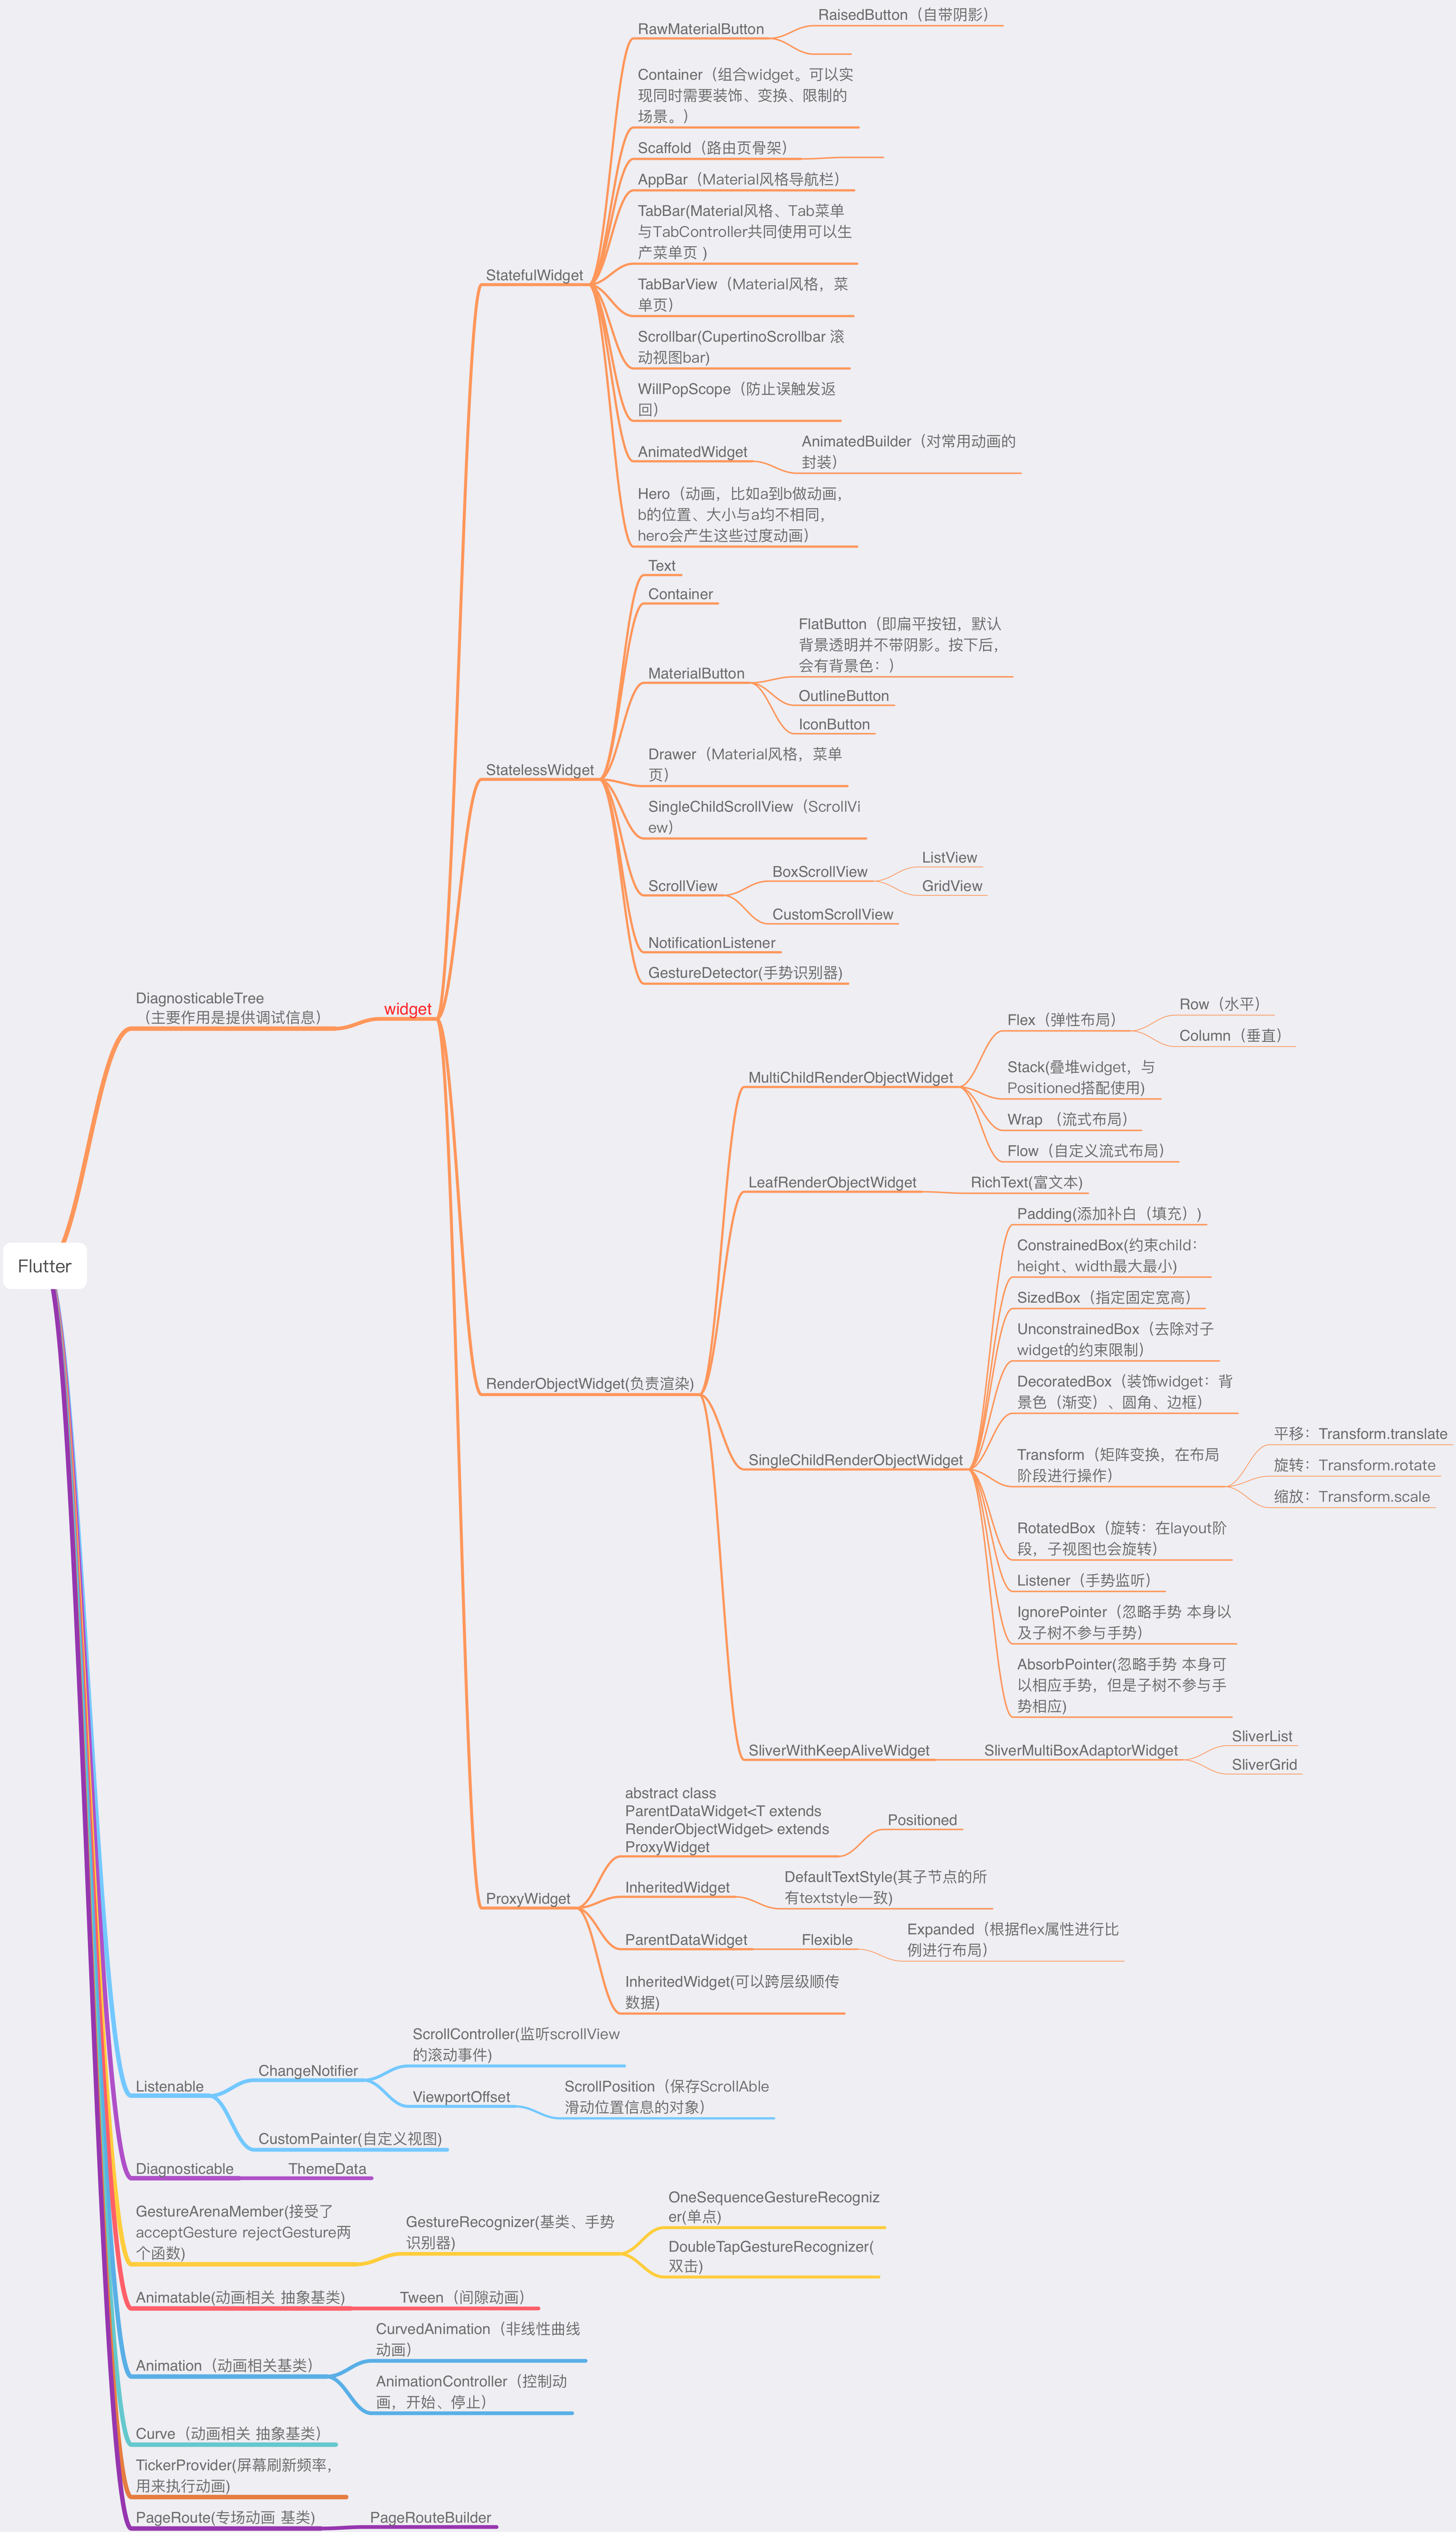 Flutter
DiagnosticableTree
（主要作用是提供调试信息）
widget
StatefulWidget
RawMaterialButton
RaisedButton（自带阴影）
Container（组合widget。可以实
现同时需要装饰、变换、限制的
场景。）
Scaffold（路由页骨架）
AppBar（Material风格导航栏）
TabBar(Material风格、Tab菜单
与TabController共同使用可以生
产菜单页 )
TabBarView（Material风格，菜
单页）
Scrollbar(CupertinoScrollbar 滚
动视图bar)
WillPopScope（防止误触发返
回）
AnimatedWidget
AnimatedBuilder（对常用动画的
封装）
Hero（动画，比如a到b做动画，
b的位置、大小与a均不相同，
hero会产生这些过度动画）
StatelessWidget
Text
Container
MaterialButton
FlatButton（即扁平按钮，默认
背景透明并不带阴影。按下后，
会有背景色：）
OutlineButton
IconButton
Drawer（Material风格，菜单
页）
SingleChildScrollView（ScrollVi
ew）
ScrollView
BoxScrollView
ListView
GridView
CustomScrollView
NotificationListener
GestureDetector(手势识别器)
RenderObjectWidget(负责渲染)
MultiChildRenderObjectWidget
Flex（弹性布局）
Row（水平）
Column（垂直）
Stack(叠堆widget，与
Positioned搭配使用)
Wrap （流式布局）
Flow（自定义流式布局）
LeafRenderObjectWidget
RichText(富文本)
SingleChildRenderObjectWidget
Padding(添加补白（填充）)
ConstrainedBox(约束child：
height、width最大最小)
SizedBox（指定固定宽高）
UnconstrainedBox（去除对子
widget的约束限制）
DecoratedBox（装饰widget：背
景色（渐变）、圆角、边框）
Transform（矩阵变换，在布局
阶段进行操作）
平移：Transform.translate
旋转：Transform.rotate
缩放：Transform.scale
RotatedBox（旋转：在layout阶
段，子视图也会旋转）
Listener（手势监听）
IgnorePointer（忽略手势 本身以
及子树不参与手势）
AbsorbPointer(忽略手势 本身可
以相应手势，但是子树不参与手
势相应)
SliverWithKeepAliveWidget
SliverMultiBoxAdaptorWidget
SliverList
SliverGrid
ProxyWidget
abstract class
ParentDataWidget<T extends
RenderObjectWidget> extends
ProxyWidget
Positioned
InheritedWidget
DefaultTextStyle(其子节点的所
有textstyle一致)
ParentDataWidget
Flexible
Expanded（根据flex属性进行比
例进行布局）
InheritedWidget(可以跨层级顺传
数据)
Listenable
ChangeNotifier
ScrollController(监听scrollView
的滚动事件)
ViewportOffset
ScrollPosition（保存ScrollAble
滑动位置信息的对象）
CustomPainter(自定义视图)
Diagnosticable
ThemeData
GestureArenaMember(接受了
acceptGesture rejectGesture两
个函数)
GestureRecognizer(基类、手势
识别器)
OneSequenceGestureRecogniz
er(单点)
DoubleTapGestureRecognizer(
双击)
Animatable(动画相关 抽象基类)
Tween（间隙动画）
Animation（动画相关基类）
CurvedAnimation（非线性曲线
动画）
AnimationController（控制动
画，开始、停止）
Curve（动画相关 抽象基类）
TickerProvider(屏幕刷新频率，
用来执行动画)
PageRoute(专场动画 基类)
PageRouteBuilder